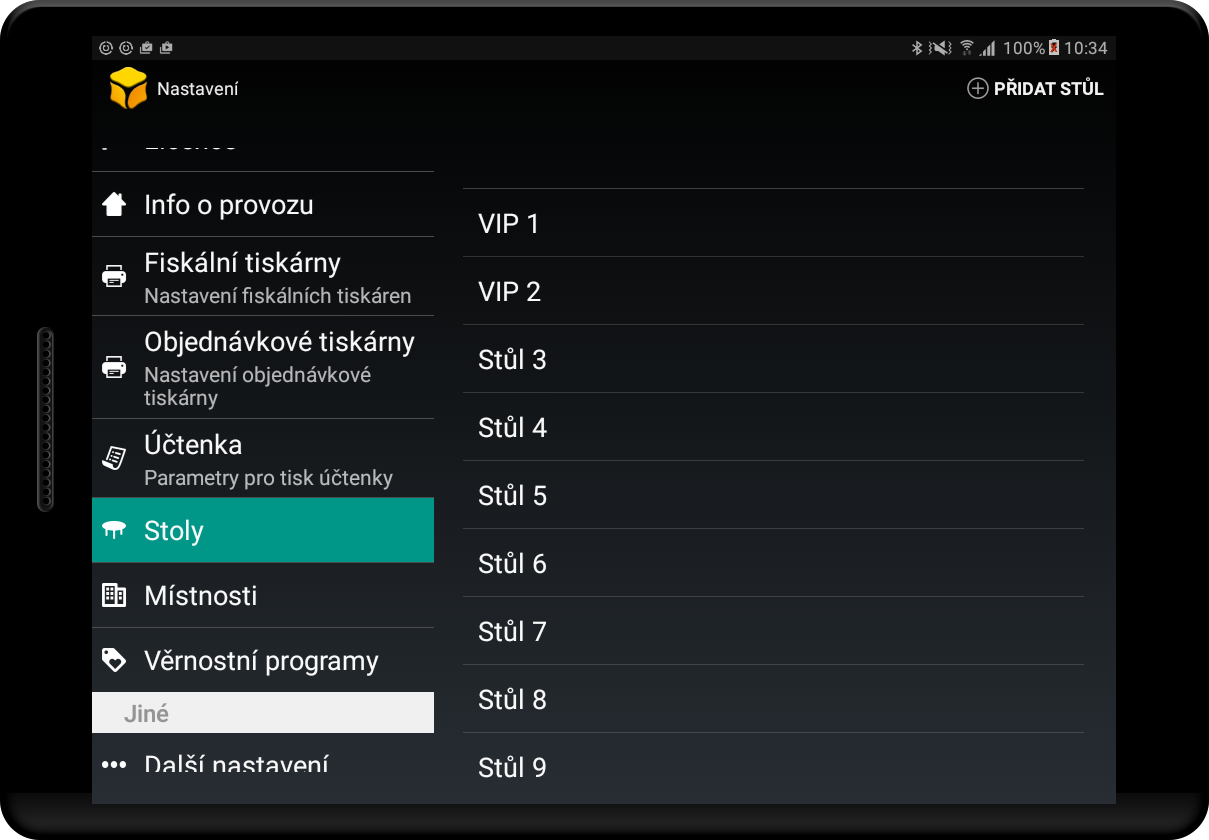 100% 10:34
Nastavení
PŘIDAT STŮL
Info o provozu
Fiskální tiskárny
Nastavení fiskálních tiskáren
Objednávkové tiskárny
Nastavení objednávkové
tiskárny
Účtenka
Parametry pro tisk účtenky
Stoly
Místnosti
Věrnostní programy
Jiné
Další nastavení
VIP 1
VIP 2
Stůl 3
Stůl 4
Stůl 5
Stůl 6
Stůl 7
Stůl 8
Stůl 9